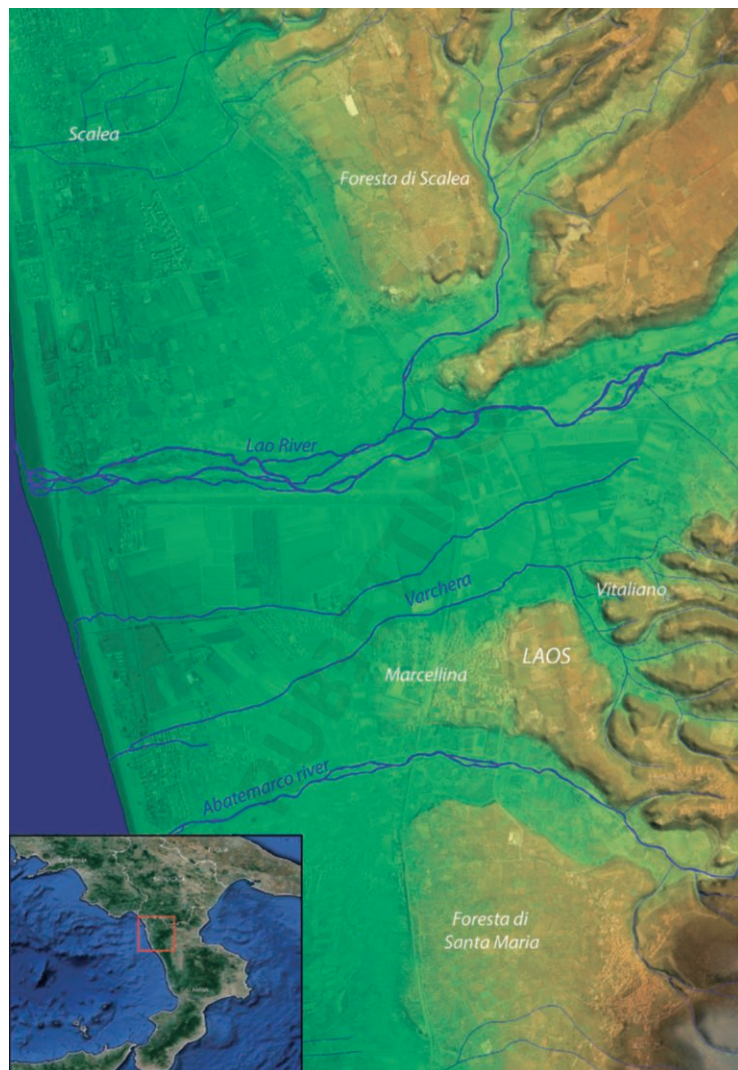 Scalea
Foresta di Scalea
Lao River
Varchera
Vitaliano
LAOS
Marcellina
Abatemarco river
Foresta di
Santa Maria